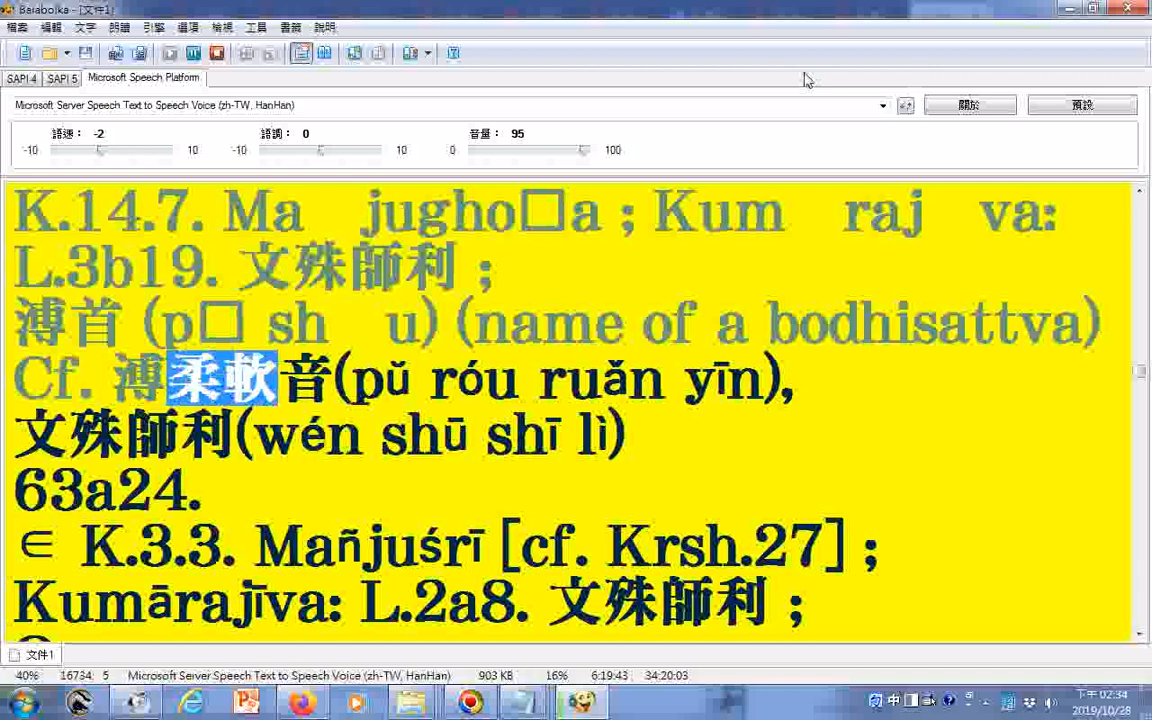 Balabolka - [文件1]
檔案 編輯 文字 朗讀 引擎 選項 檢視 工具 書籤 說明
SAPI 4 SAPI 5 Microsoft Speech Platform
Microsoft Server Speech Text to Speech Voice (zh-TW, HanHan) 關於 預設
語速： -2 語調： 0 音量： 95
-10 10 -10 10 0 100
K.14.7. Ma jugho□a ; Kum raj va:
L.3b19. 文殊師利 ;
溥首 (p□ sh u) (name of a bodhisattva)
Cf. 溥柔軟音(pǔ róu ruǎn yīn),
文殊師利(wén shū shī lì)
63a24.
∈ K.3.3. Mañjuśrī [cf. Krsh.27] ;
Kumārajīva: L.2a8. 文殊師利 ;
文件1
40% 16734 5 Microsoft Server Speech Text to Speech Voice (zh-TW, HanHan) 903 KB 16% 6:19:43 34:20:03
中 下午 02:34
2019/10/28